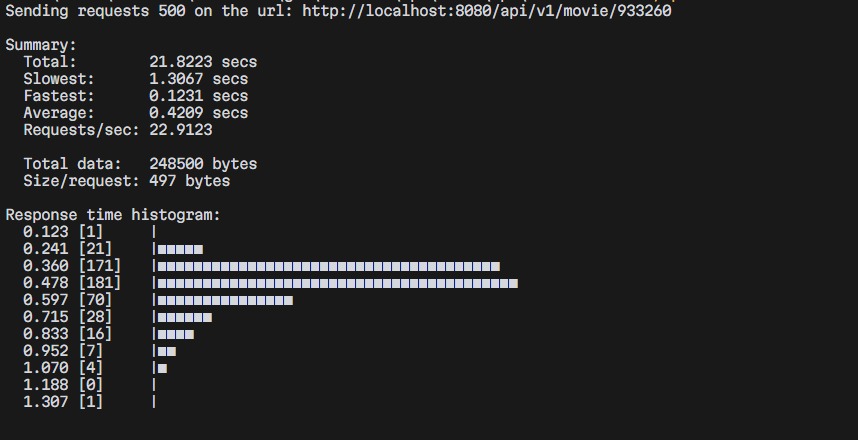 Sending requests 500 on the url: http://localhost:8080/api/v1/movie/933260
Summary:
Total: 21.8223 secs
Slowest: 1.3067 secs
Fastest: 0.1231 secs
Average: 0.4209 secs
Requests/sec: 22.9123
Total data: 248500 bytes
Size/request: 497 bytes
Response time histogram:
0.123 [1] |
0.241 [21] |■■■■■
0.360 [171] |■■■■■■■■■■■■■■■■■■■■■■■■■■■■■■■■■■■■■■
0.478 [181] |■■■■■■■■■■■■■■■■■■■■■■■■■■■■■■■■■■■■■■■■
0.597 [70] |■■■■■■■■■■■■■■■
0.715 [28] |■■■■■■
0.833 [16] |■■■■
0.952 [7] |■■
1.070 [4] |■
1.188 [0] |
1.307 [1] |